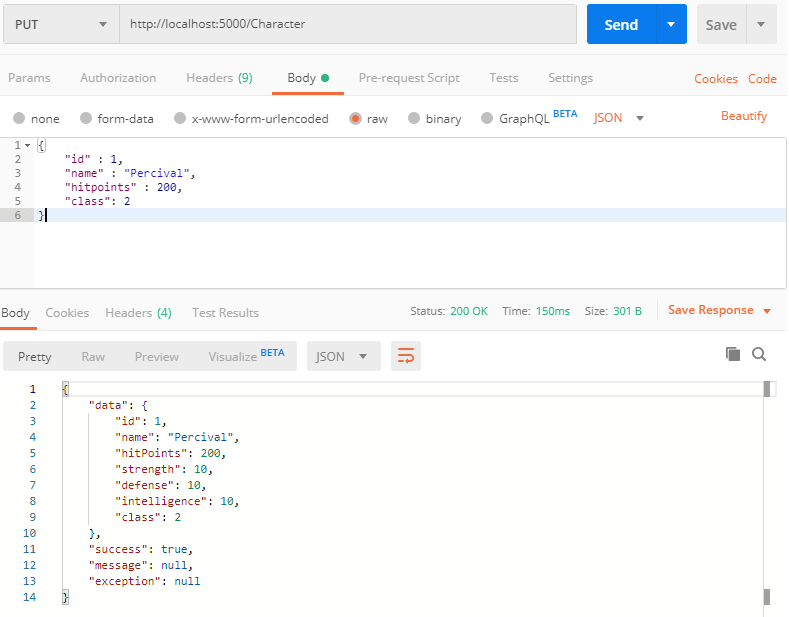 PUT http://localhost:5000/Character Send Save
Params Authorization Headers (9) Body Pre-request Script Tests Settings Cookies Code
none form-data x-www-form-urlencoded raw binary GraphQL BETA JSON Beautify
1 {
2 "id" : 1,
3 "name" : "Percival",
4 "hitpoints" : 200,
5 "class": 2
6 }
Body Cookies Headers (4) Test Results Status: 200 OK Time: 150ms Size: 301 B Save Response
Pretty Raw Preview Visualize BETA JSON
1 {
2 "data": {
3 "id": 1,
4 "name": "Percival",
5 "hitPoints": 200,
6 "strength": 10,
7 "defense": 10,
8 "intelligence": 10,
9 "class": 2
10 },
11 "success": true,
12 "message": null,
13 "exception": null
14 }